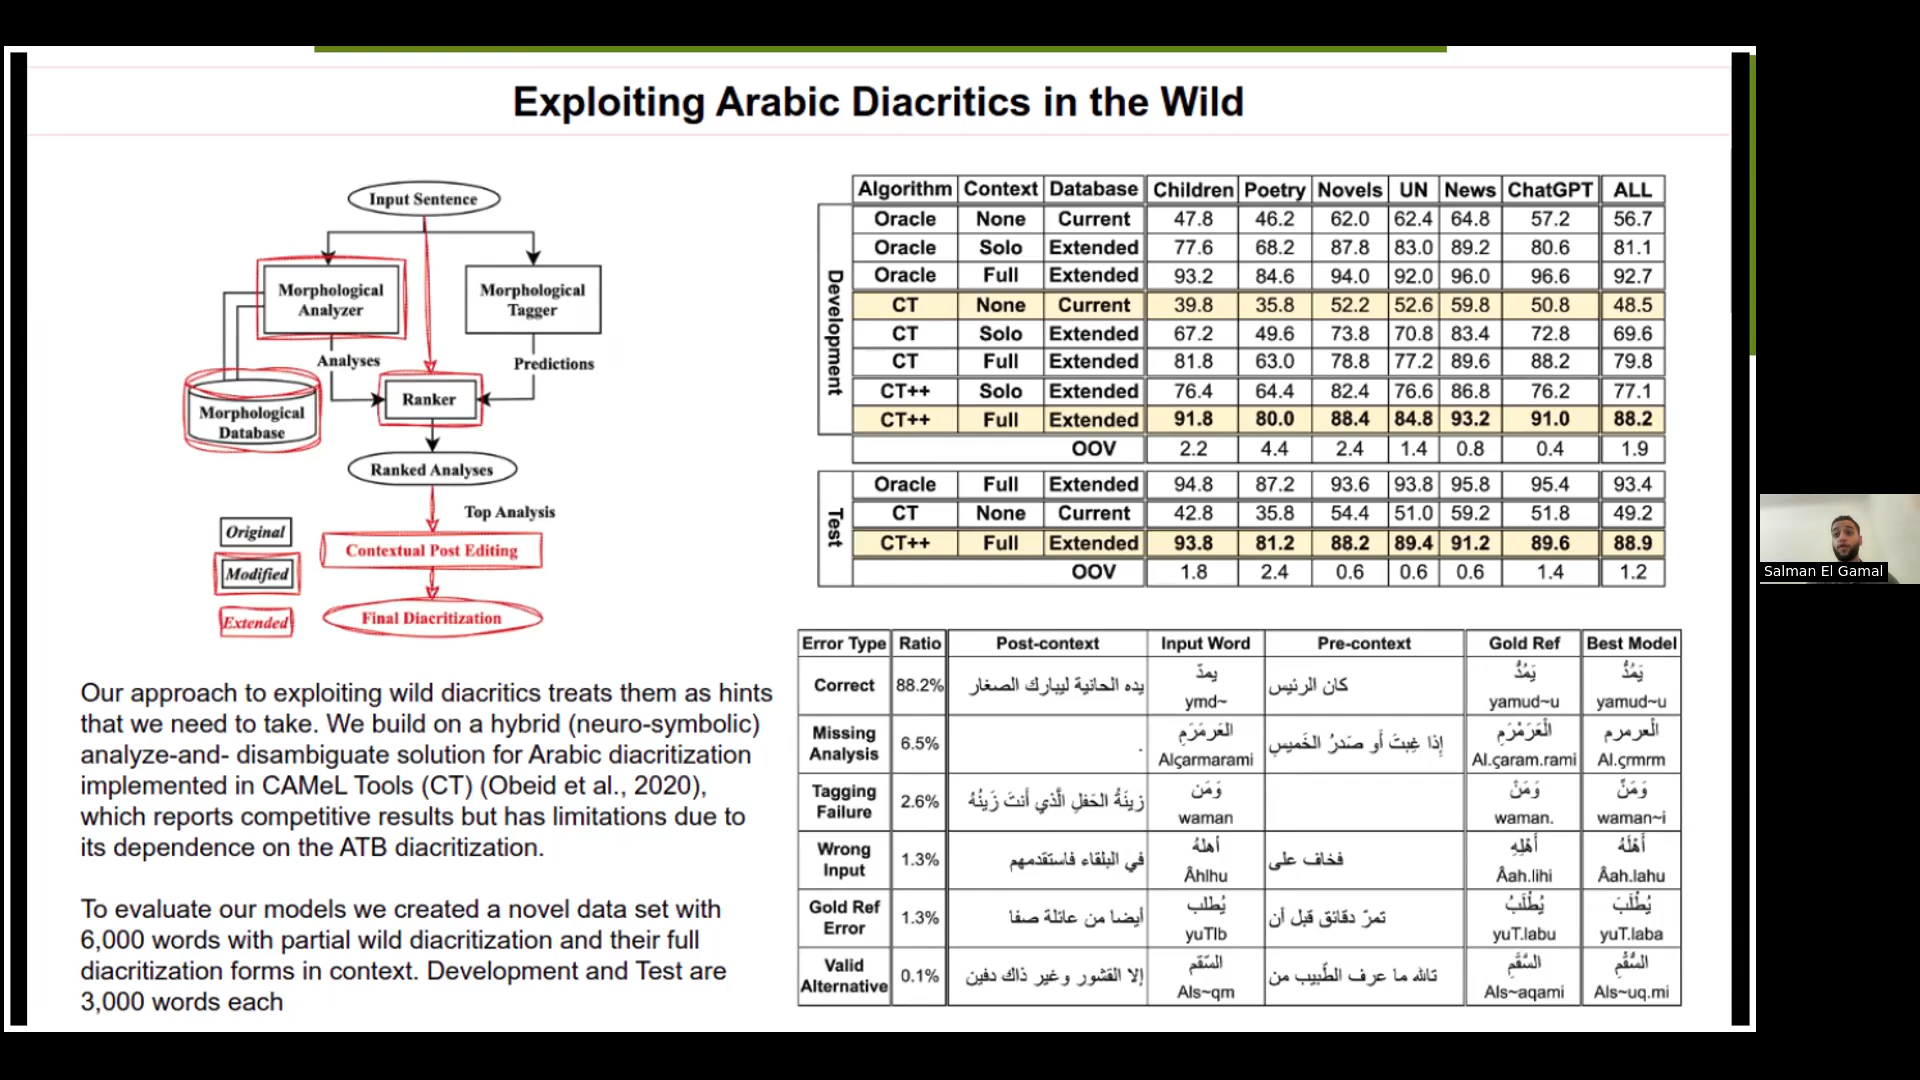 Exploiting Arabic Diacritics in the Wild
Input Sentence
Morphological
Analyzer
Morphological
Tagger
Analyses
Predictions
Morphological
Database
Ranker
Ranked Analyses
Top Analysis
Original
Modified
Extended
Contextual Post Editing
Final Diacritization
Our approach to exploiting wild diacritics treats them as hints
that we need to take. We build on a hybrid (neuro-symbolic)
analyze-and- disambiguate solution for Arabic diacritization
implemented in CAMeL Tools (CT) (Obeid et al., 2020),
which reports competitive results but has limitations due to
its dependence on the ATB diacritization.
To evaluate our models we created a novel data set with
6,000 words with partial wild diacritization and their full
diacritization forms in context. Development and Test are
3,000 words each
Algorithm Context Database Children Poetry Novels UN News ChatGPT ALL
Development
Oracle None Current 47.8 46.2 62.0 62.4 64.8 57.2 56.7
Oracle Solo Extended 77.6 68.2 87.8 83.0 89.2 80.6 81.1
Oracle Full Extended 93.2 84.6 94.0 92.0 96.0 96.6 92.7
CT None Current 39.8 35.8 52.2 52.6 59.8 50.8 48.5
CT Solo Extended 67.2 49.6 73.8 70.8 83.4 72.8 69.6
CT Full Extended 81.8 63.0 78.8 77.2 89.6 88.2 79.8
CT++ Solo Extended 76.4 64.4 82.4 76.6 86.8 76.2 77.1
CT++ Full Extended 91.8 80.0 88.4 84.8 93.2 91.0 88.2
OOV 2.2 4.4 2.4 1.4 0.8 0.4 1.9
Test
Oracle Full Extended 94.8 87.2 93.6 93.8 95.8 95.4 93.4
CT None Current 42.8 35.8 54.4 51.0 59.2 51.8 49.2
CT++ Full Extended 93.8 81.2 88.2 89.4 91.2 89.6 88.9
OOV 1.8 2.4 0.6 0.6 0.6 1.4 1.2
Error Type Ratio Post-context Input Word Pre-context Gold Ref Best Model
Correct 88.2% يده الحانية ليبارك الصغار يمدّ كان الرئيس يَمُدُّ يَمُدُّ
ymd~ yamud~u yamud~u
Missing
Analysis 6.5% . العَرمَرَمِ إِذا غِبتَ أَو صَدرُ الخَميسِ الْعَرَمْرَمِ الْعرمرم
Alçarmarami Al.çaram.rami Al.çrmrm
Tagging
Failure 2.6% زينَةُ الحَفلِ الَّذي أَنتَ زَينُهُ وَمَن وَمَنْ وَمَنِّ
waman waman. waman~i
Wrong
Input 1.3% في البلقاء فاستقدمهم أهلهُ فخاف على أَهْلِهِ أَهْلَهُ
Âhlhu Âah.lihi Âah.lahu
Gold Ref
Error 1.3% أيضا من عائلة صفا يُطلب تمرّ دقائق قبل أن يُطْلَبُ يُطْلَبَ
yuTlb yuT.labu yuT.laba
Valid
Alternative 0.1% إلا القشور وغير ذاك دفين السّقم تالله ما عرف الطّبيب من السَّقَمِ السُّقْمِ
Als~qm Als~aqami Als~uq.mi
Salman El Gamal